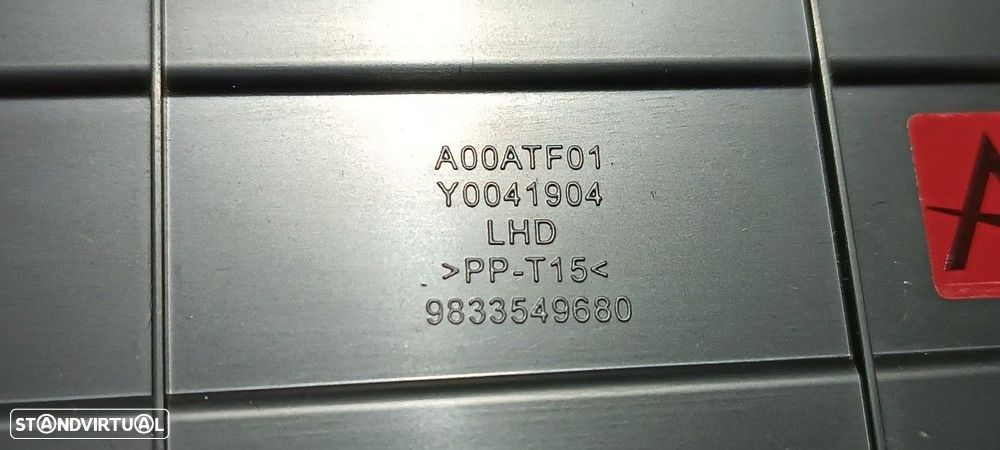 A00ATF01
Y0041904
LHD
>PP-T15<
9833549680
A
STANDVIRTUAL